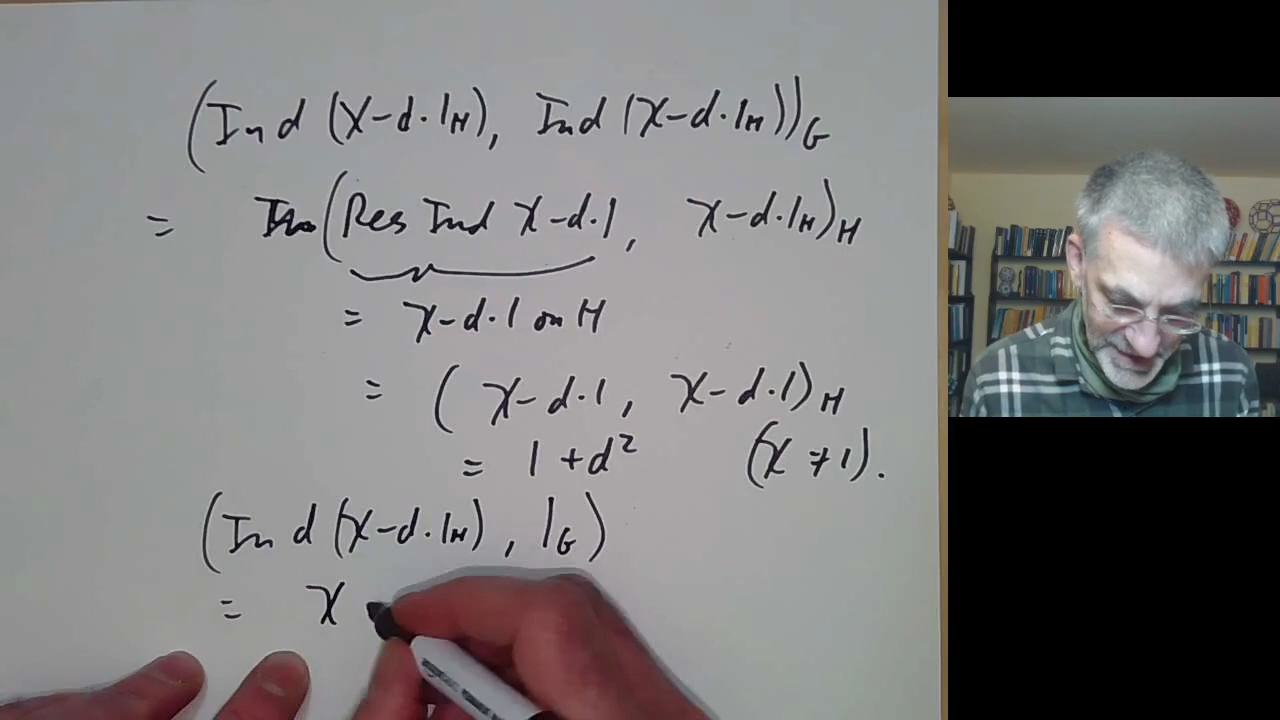 (Ind (χ-d·1_H), Ind (χ-d·1_H))_G
= (Res Ind χ-d·1, χ-d·1_H)_H
= χ-d·1 on H
= (χ-d·1, χ-d·1)_H
= 1+d² (χ≠1).
(Ind (χ-d·1_H), 1_G)
= χ